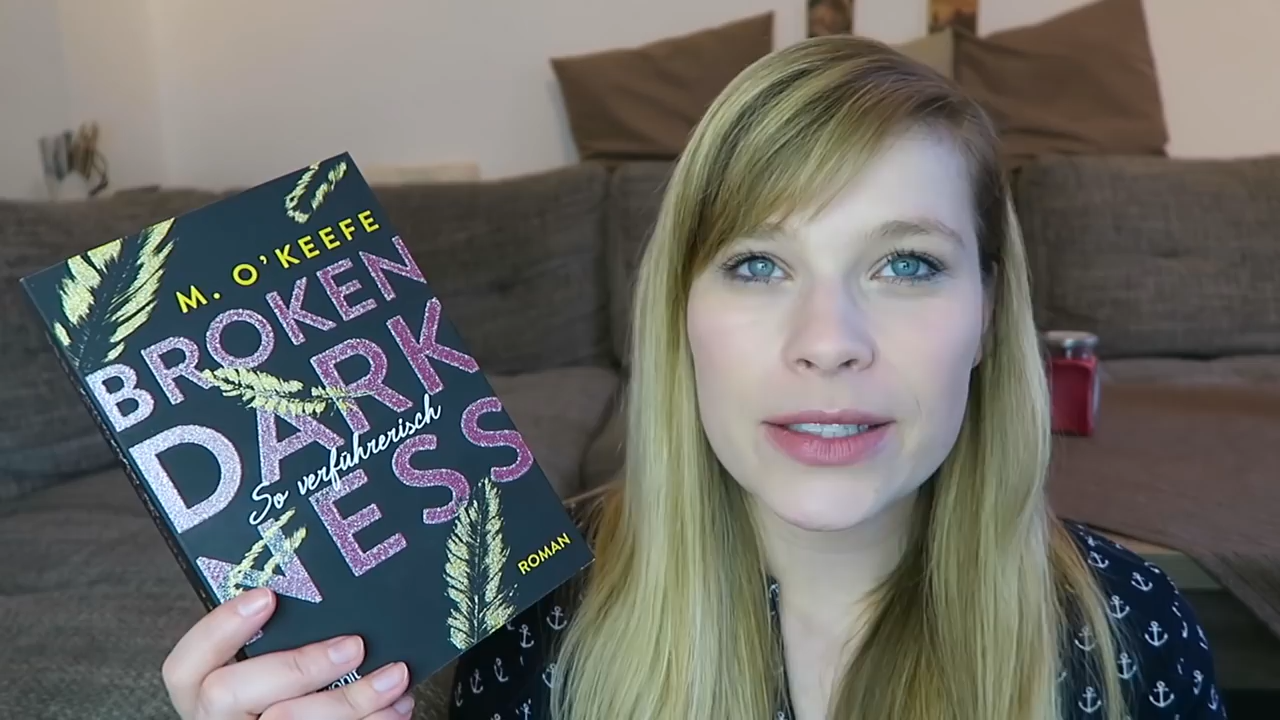 M. O'KEEFE
BROKEN
DARK
So verführerisch
NESS
ROMAN